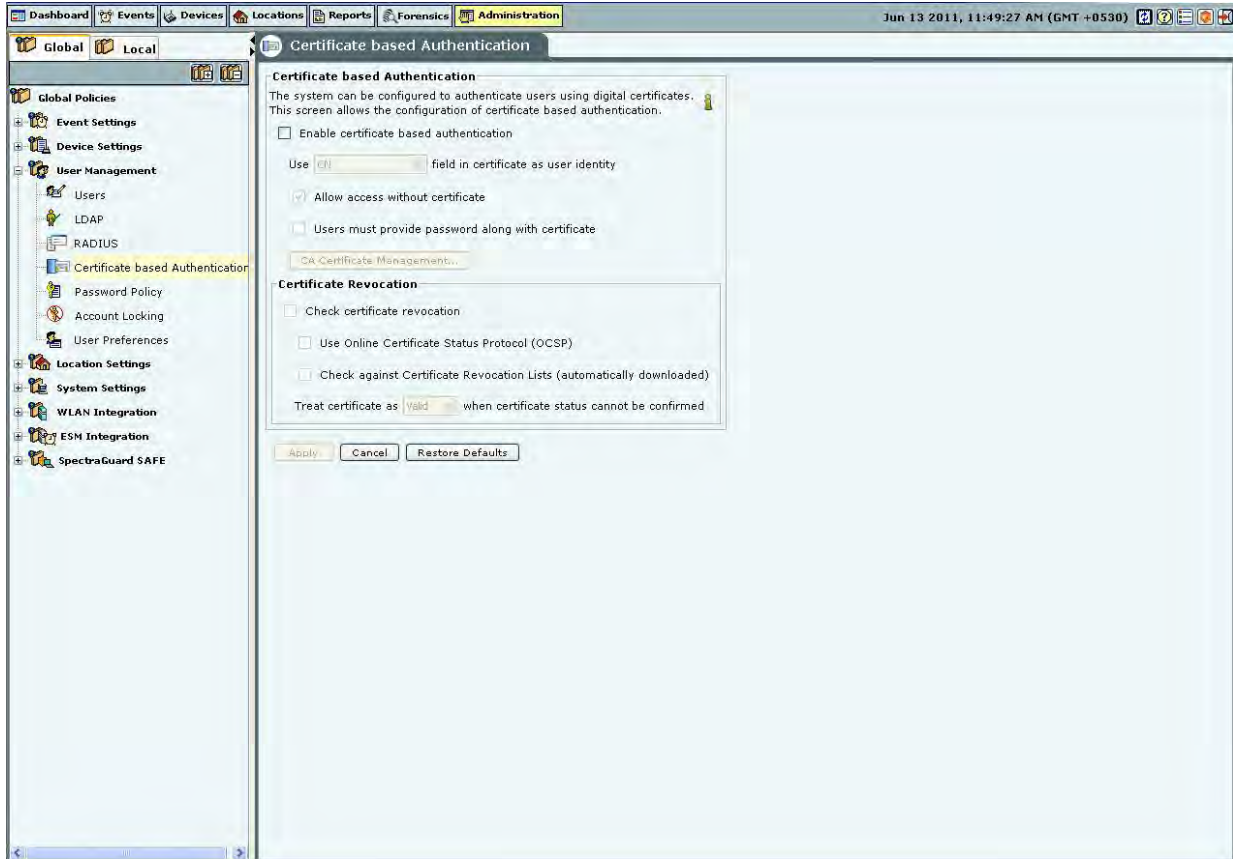 Dashboard Events Devices Locations Reports Forensics Administration Jun 13 2011, 11:49:27 AM (GMT +0530)
Global Local
Global Policies
Event Settings
Device Settings
User Management
Users
LDAP
RADIUS
Certificate based Authentication
Password Policy
Account Locking
User Preferences
Location Settings
System Settings
WLAN Integration
ESM Integration
SpectraGuard SAFE
Certificate based Authentication
Certificate based Authentication
The system can be configured to authenticate users using digital certificates.
This screen allows the configuration of certificate based authentication.
Enable certificate based authentication
Use CN field in certificate as user identity
Allow access without certificate
Users must provide password along with certificate
CA Certificate Management...
Certificate Revocation
Check certificate revocation
Use Online Certificate Status Protocol (OCSP)
Check against Certificate Revocation Lists (automatically downloaded)
Treat certificate as Valid when certificate status cannot be confirmed
Apply Cancel Restore Defaults